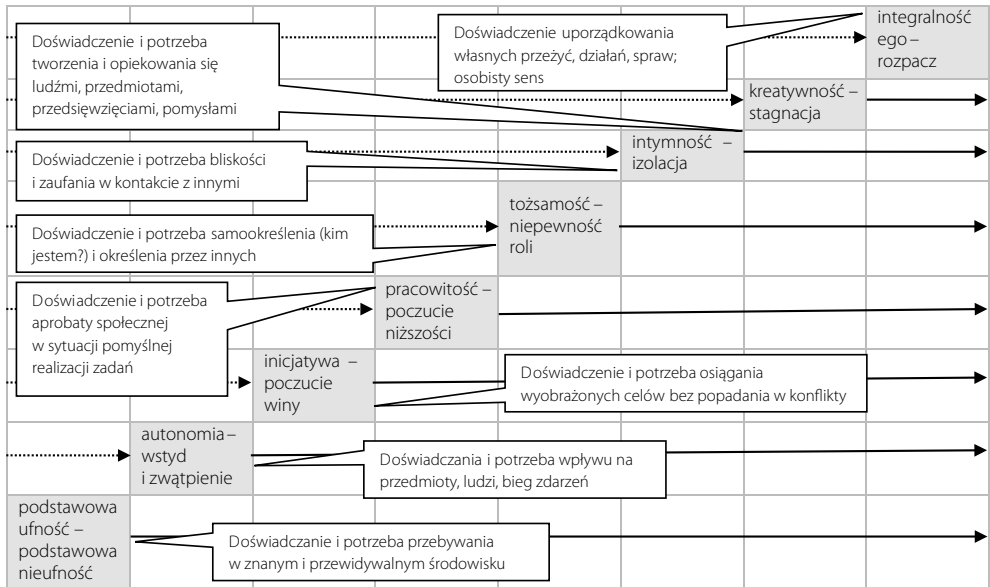 integralność
ego –
rozpacz
Doświadczenie uporządkowania
własnych przeżyć, działań, spraw;
osobisty sens
Doświadczenie i potrzeba
tworzenia i opiekowania się
ludźmi, przedmiotami,
przedsięwzięciami, pomysłami
kreatywność –
stagnacja
intymność –
izolacja
Doświadczenie i potrzeba bliskości
i zaufania w kontakcie z innymi
tożsamość –
niepewność
roli
Doświadczenie i potrzeba samookreślenia (kim
jestem?) i określenia przez innych
pracowitość –
poczucie
niższości
Doświadczenie i potrzeba
aprobaty społecznej
w sytuacji pomyślnej
realizacji zadań
inicjatywa –
poczucie
winy
Doświadczenie i potrzeba osiągania
wyobrażonych celów bez popadania w konflikty
autonomia –
wstyd
i zwątpienie
Doświadczania i potrzeba wpływu na
przedmioty, ludzi, bieg zdarzeń
podstawowa
ufność –
podstawowa
nieufność
Doświadczanie i potrzeba przebywania
w znanym i przewidywalnym środowisku